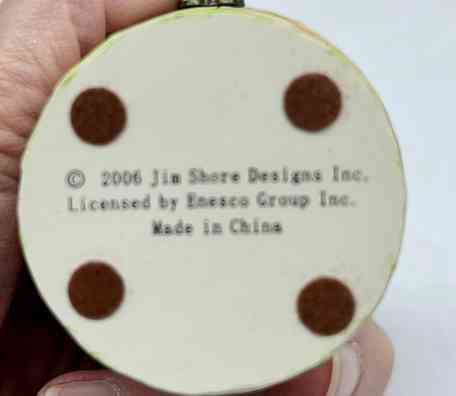 © 2006 Jim Shore Designs Inc.
Licensed by Enesco Group Inc.
Made in China